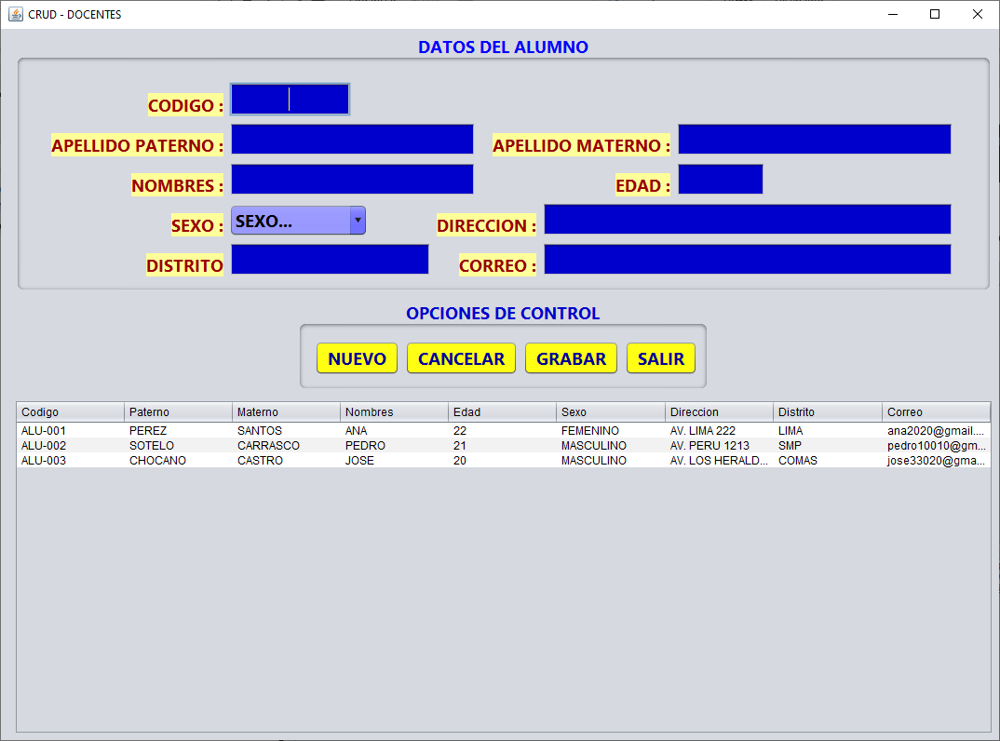 CRUD - DOCENTES
DATOS DEL ALUMNO
CODIGO :
APELLIDO PATERNO : APELLIDO MATERNO :
NOMBRES : EDAD :
SEXO : SEXO... DIRECCION :
DISTRITO CORREO :
OPCIONES DE CONTROL
NUEVO CANCELAR GRABAR SALIR
Codigo Paterno Materno Nombres Edad Sexo Direccion Distrito Correo
ALU-001 PEREZ SANTOS ANA 22 FEMENINO AV. LIMA 222 LIMA ana2020@gmail....
ALU-002 SOTELO CARRASCO PEDRO 21 MASCULINO AV. PERU 1213 SMP pedro10010@gm...
ALU-003 CHOCANO CASTRO JOSE 20 MASCULINO AV. LOS HERALD... COMAS jose33020@gma...